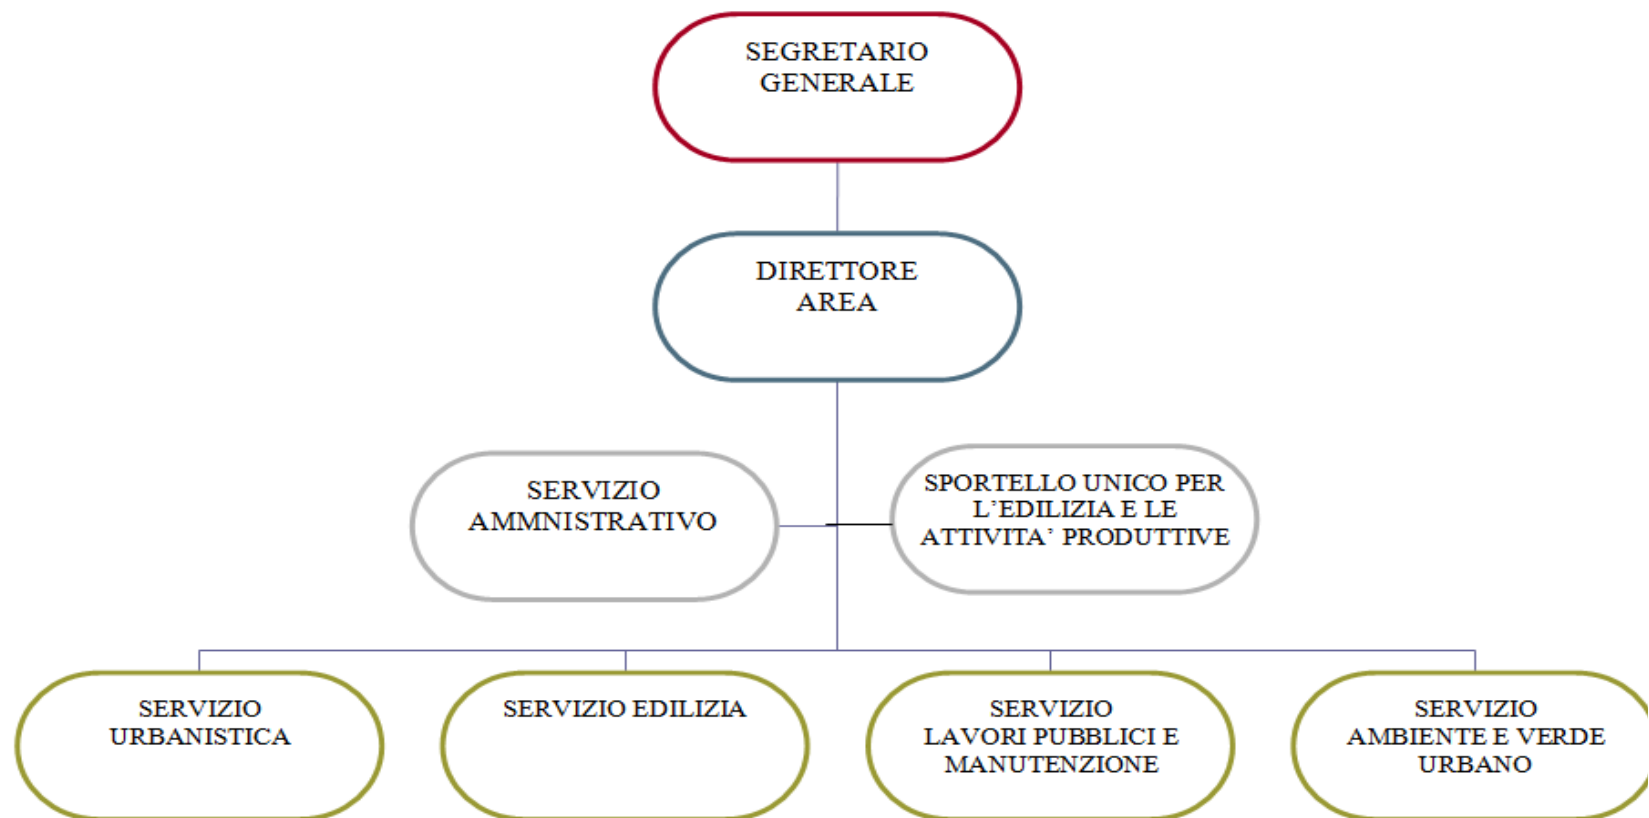 SEGRETARIO
GENERALE
DIRETTORE
AREA
SERVIZIO
AMMNISTRATIVO
SPORTELLO UNICO PER
L’EDILIZIA E LE
ATTIVITA’ PRODUTTIVE
SERVIZIO
URBANISTICA
SERVIZIO EDILIZIA
SERVIZIO
LAVORI PUBBLICI E
MANUTENZIONE
SERVIZIO
AMBIENTE E VERDE
URBANO